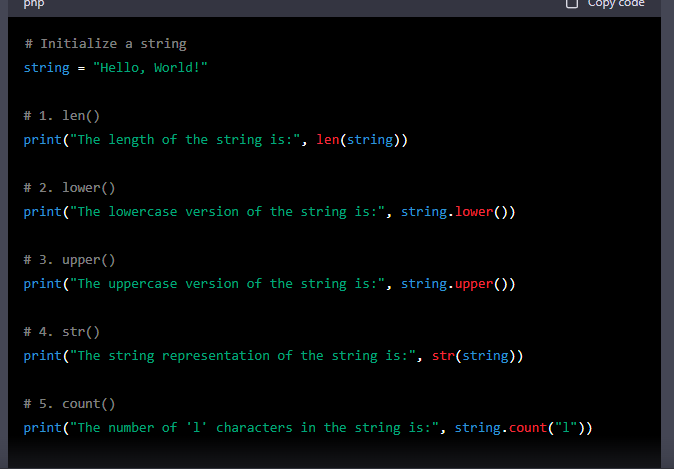 php
Copy code
# Initialize a string
string = "Hello, World!"
# 1. len()
print("The length of the string is:", len(string))
# 2. lower()
print("The lowercase version of the string is:", string.lower())
# 3. upper()
print("The uppercase version of the string is:", string.upper())
# 4. str()
print("The string representation of the string is:", str(string))
# 5. count()
print("The number of 'l' characters in the string is:", string.count("l"))